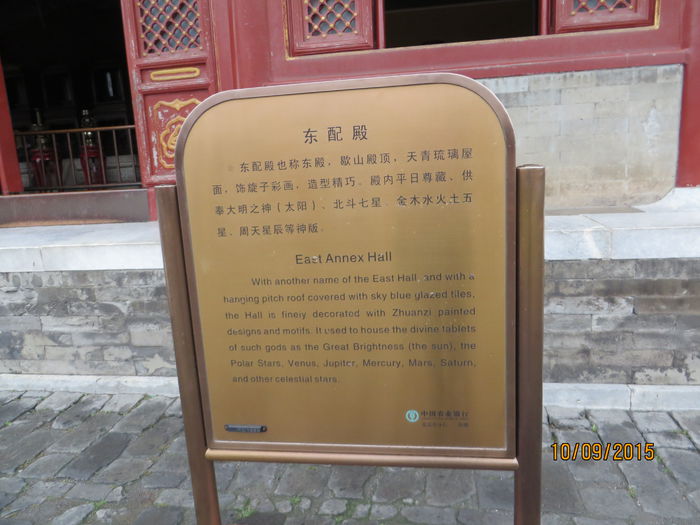 东配殿
东配殿也称东殿，歇山殿顶，天青琉璃屋
面，饰旋子彩画，造型精巧。殿内平日尊藏、供
奉大明之神（太阳）、北斗七星、金木水火土五
星、周天星辰等神版。
East Annex Hall
With another name of the East Hall, and with a
hanging pitch roof covered with sky blue glazed tiles,
the Hall is finely decorated with Zhuanzi painted
designs and motifs. It used to house the divine tablets
of such gods as the Great Brightness (the sun), the
Polar Stars, Venus, Jupiter, Mercury, Mars, Saturn,
and other celestial stars.
中国农业银行
10/09/2015